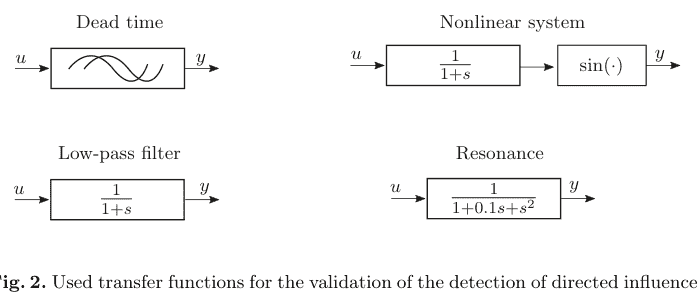 Dead time
Nonlinear system
u
y
u
1
1+s
sin(·)
y
Low-pass filter
Resonance
u
1
1+s
y
u
1
1+0.1s+s²
y
ig. 2. Used transfer functions for the validation of the detection of directed influence